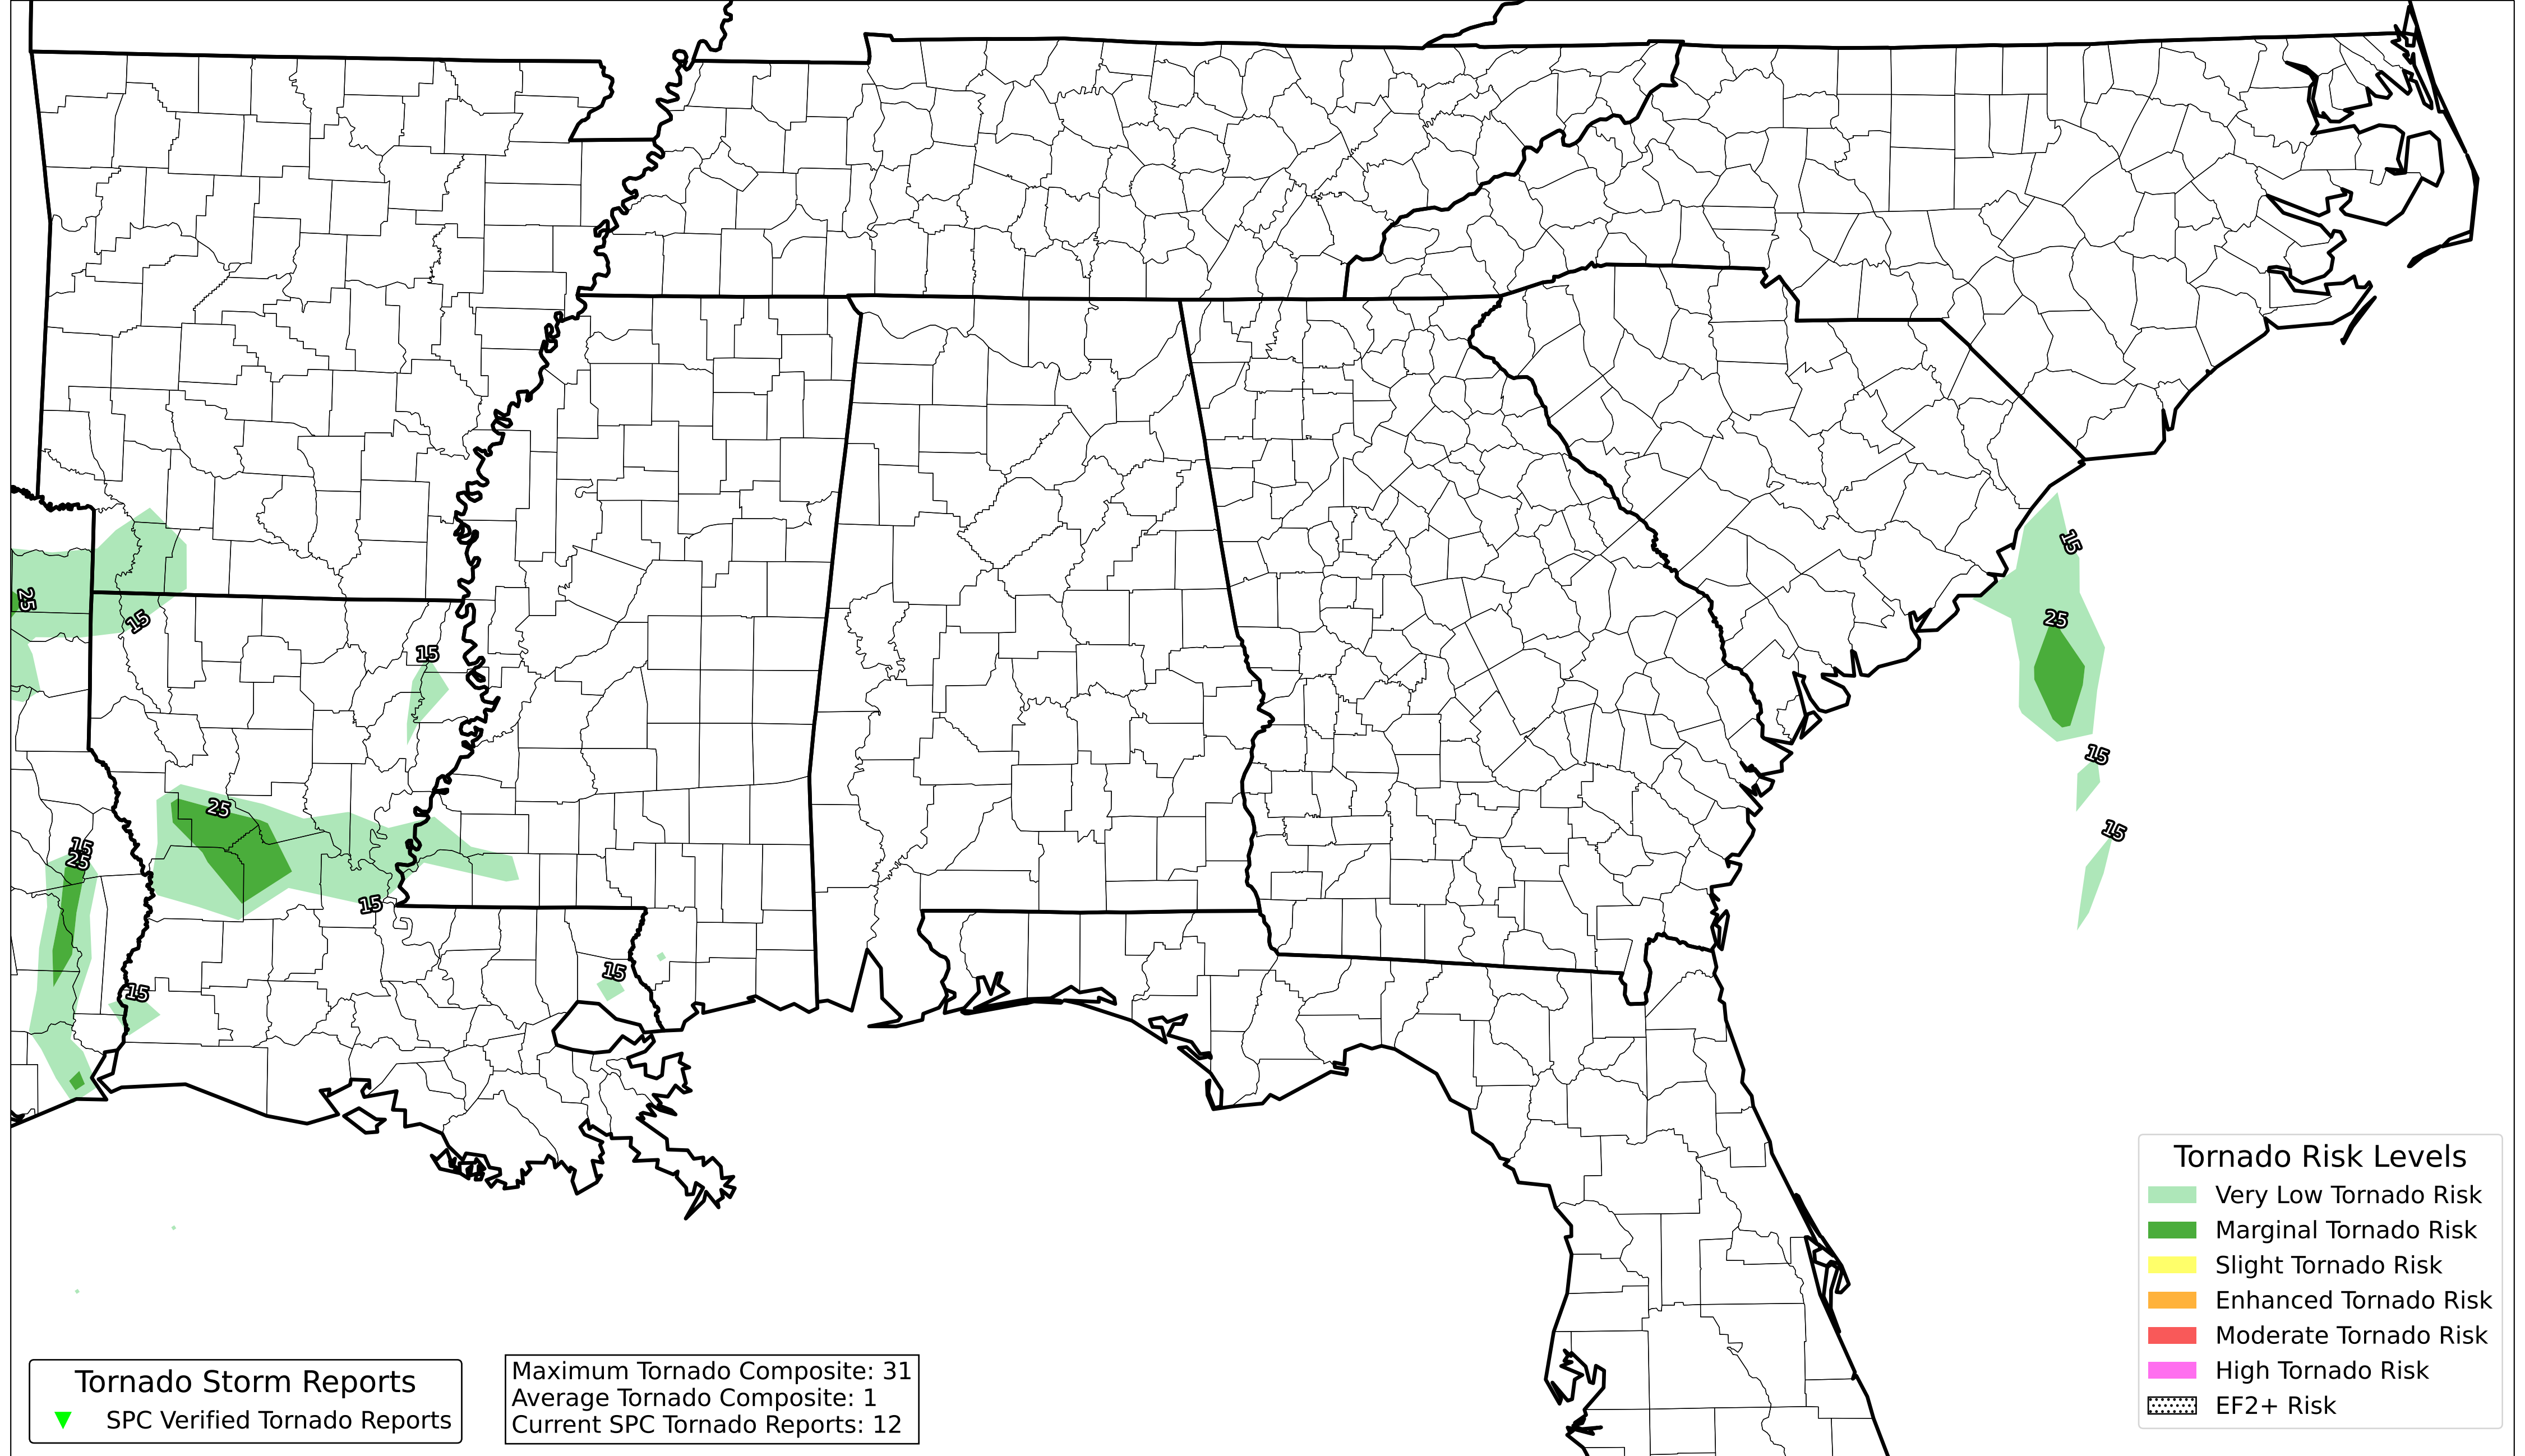 15
25
25
15
15
15
25
15
25
15
15
15
15
15
Tornado Storm Reports
SPC Verified Tornado Reports
Maximum Tornado Composite: 31
Average Tornado Composite: 1
Current SPC Tornado Reports: 12
Tornado Risk Levels
Very Low Tornado Risk
Marginal Tornado Risk
Slight Tornado Risk
Enhanced Tornado Risk
Moderate Tornado Risk
High Tornado Risk
EF2+ Risk